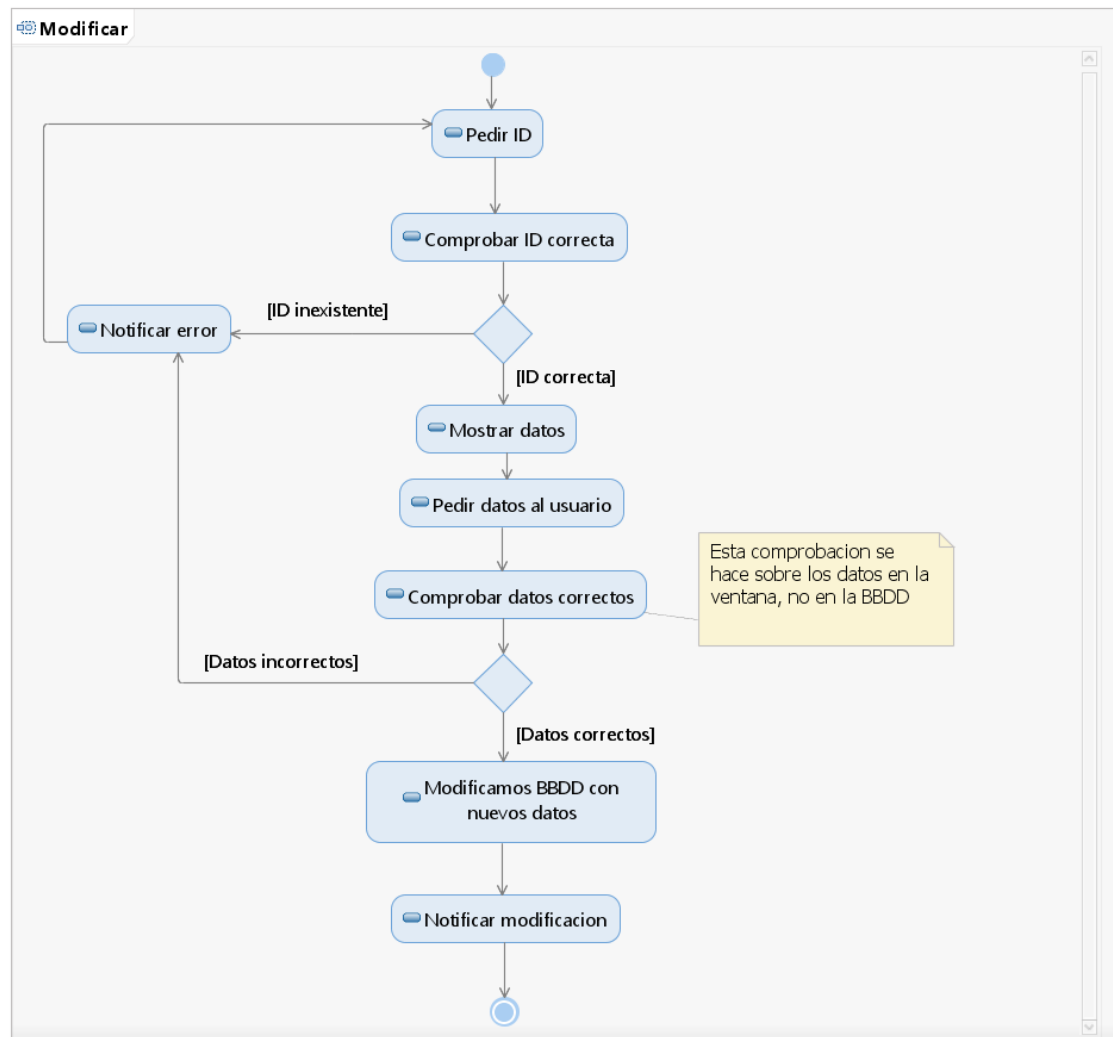 Modificar
Pedir ID
Comprobar ID correcta
[ID inexistente]
Notificar error
[ID correcta]
Mostrar datos
Pedir datos al usuario
Esta comprobacion se
hace sobre los datos en la
ventana, no en la BBDD
Comprobar datos correctos
[Datos incorrectos]
[Datos correctos]
Modificamos BBDD con
nuevos datos
Notificar modificacion